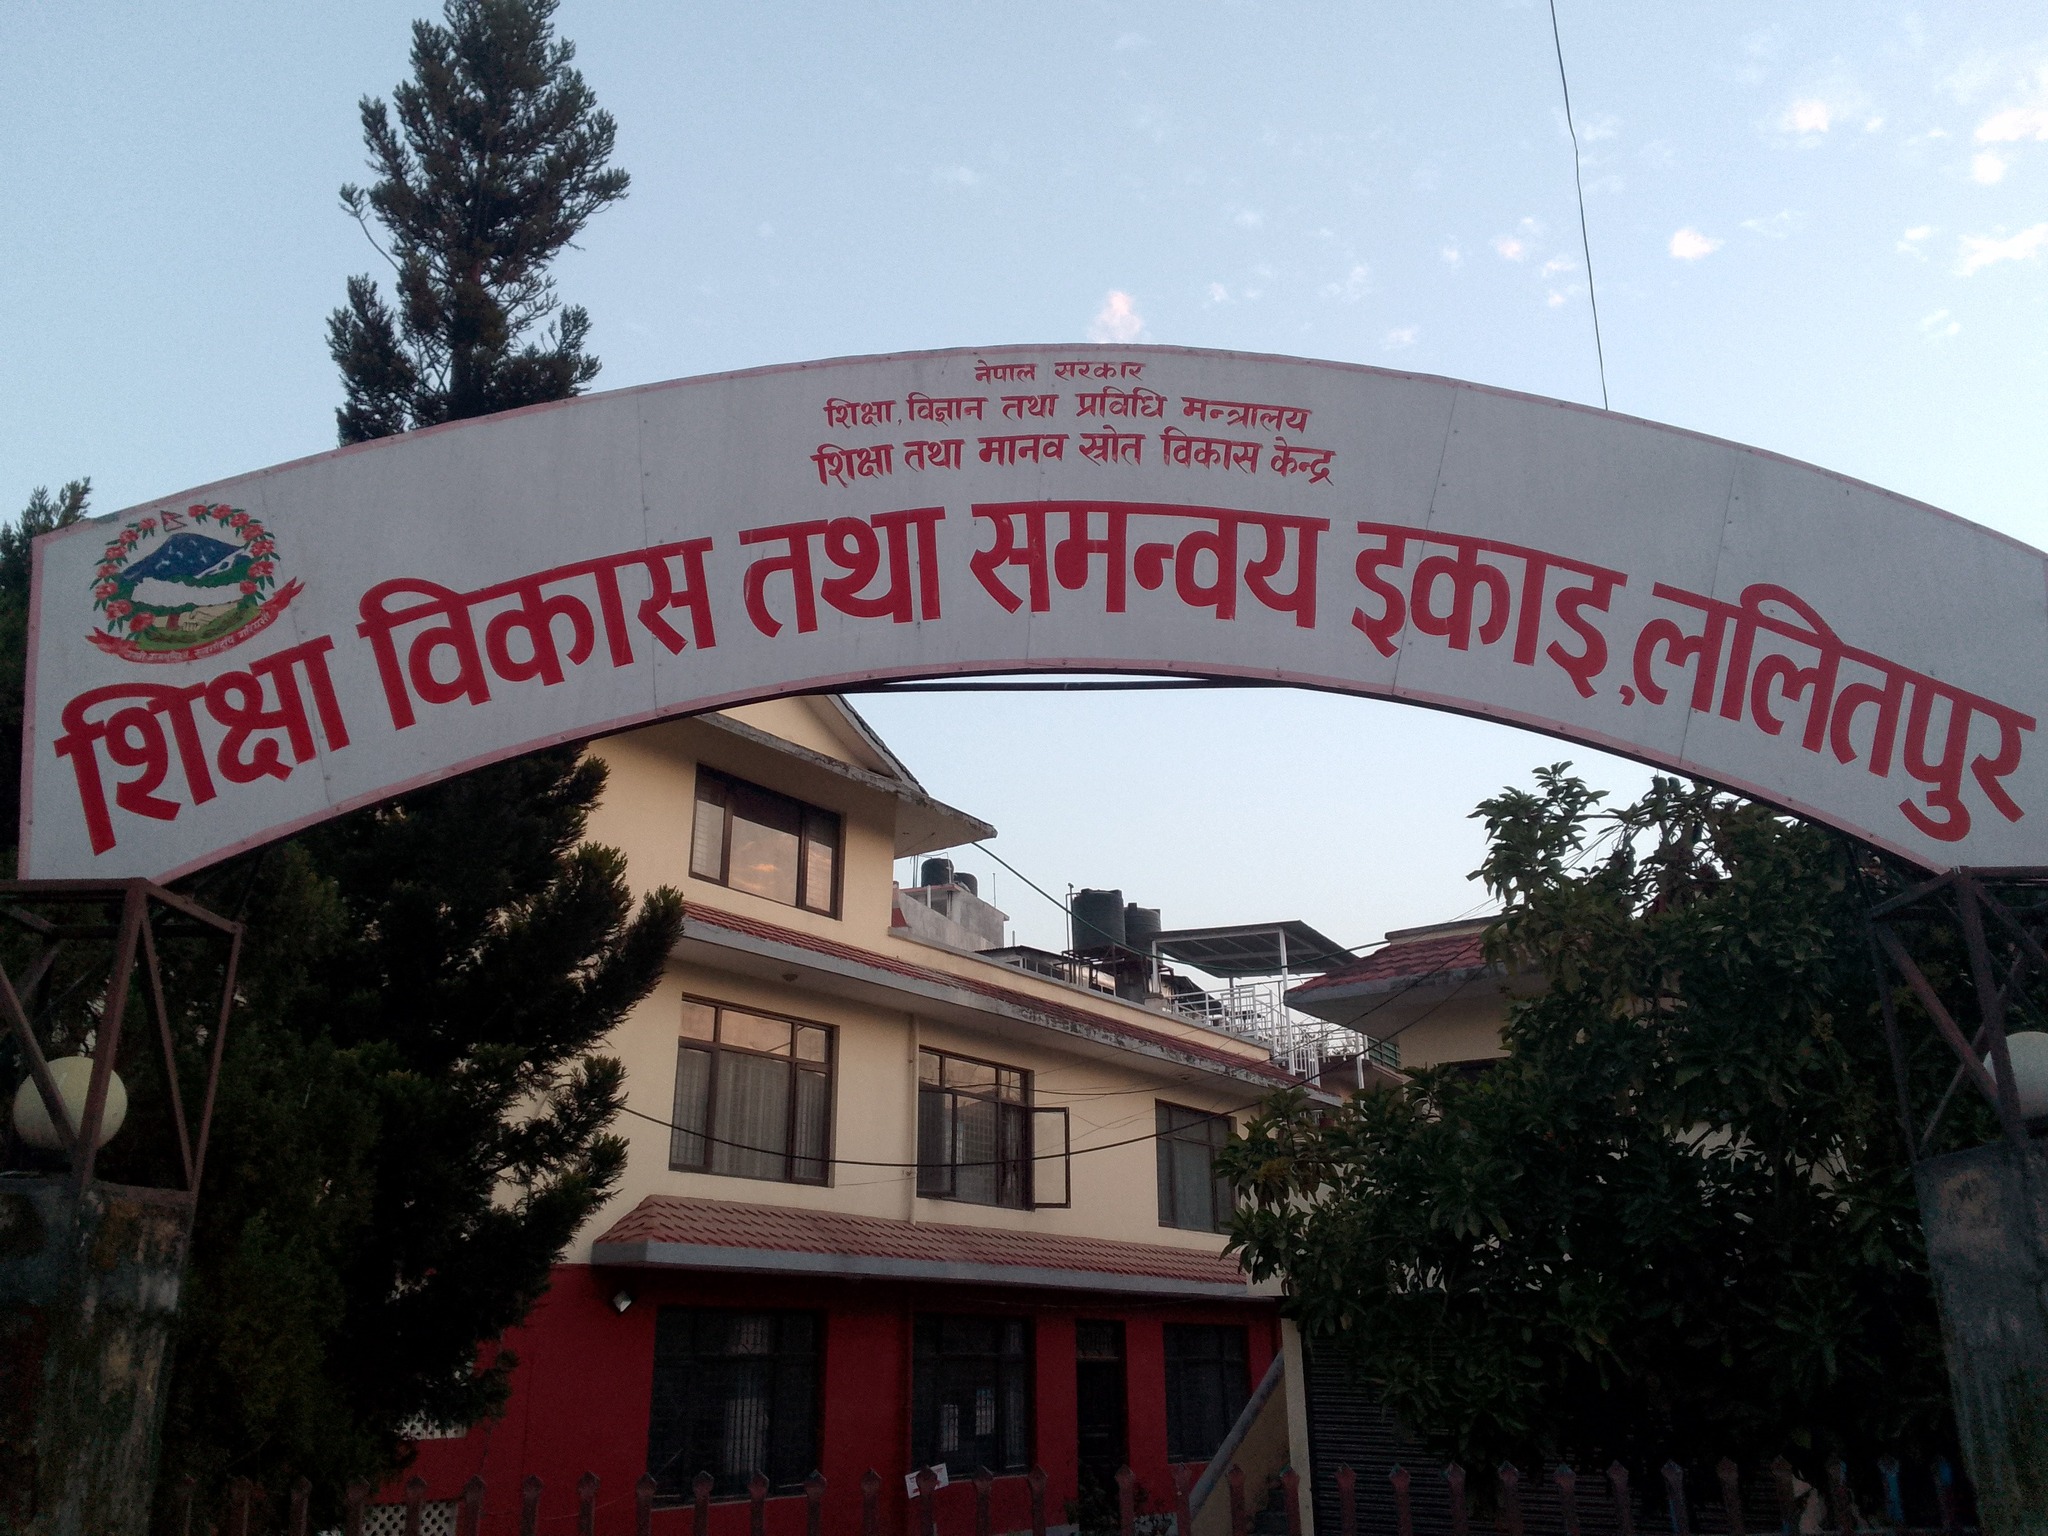 नेपाल सरकार
शिक्षा, विज्ञान तथा प्रविधि मन्त्रालय
शिक्षा तथा मानव स्रोत विकास केन्द्र
शिक्षा विकास तथा समन्वय इकाइ,ललितपुर